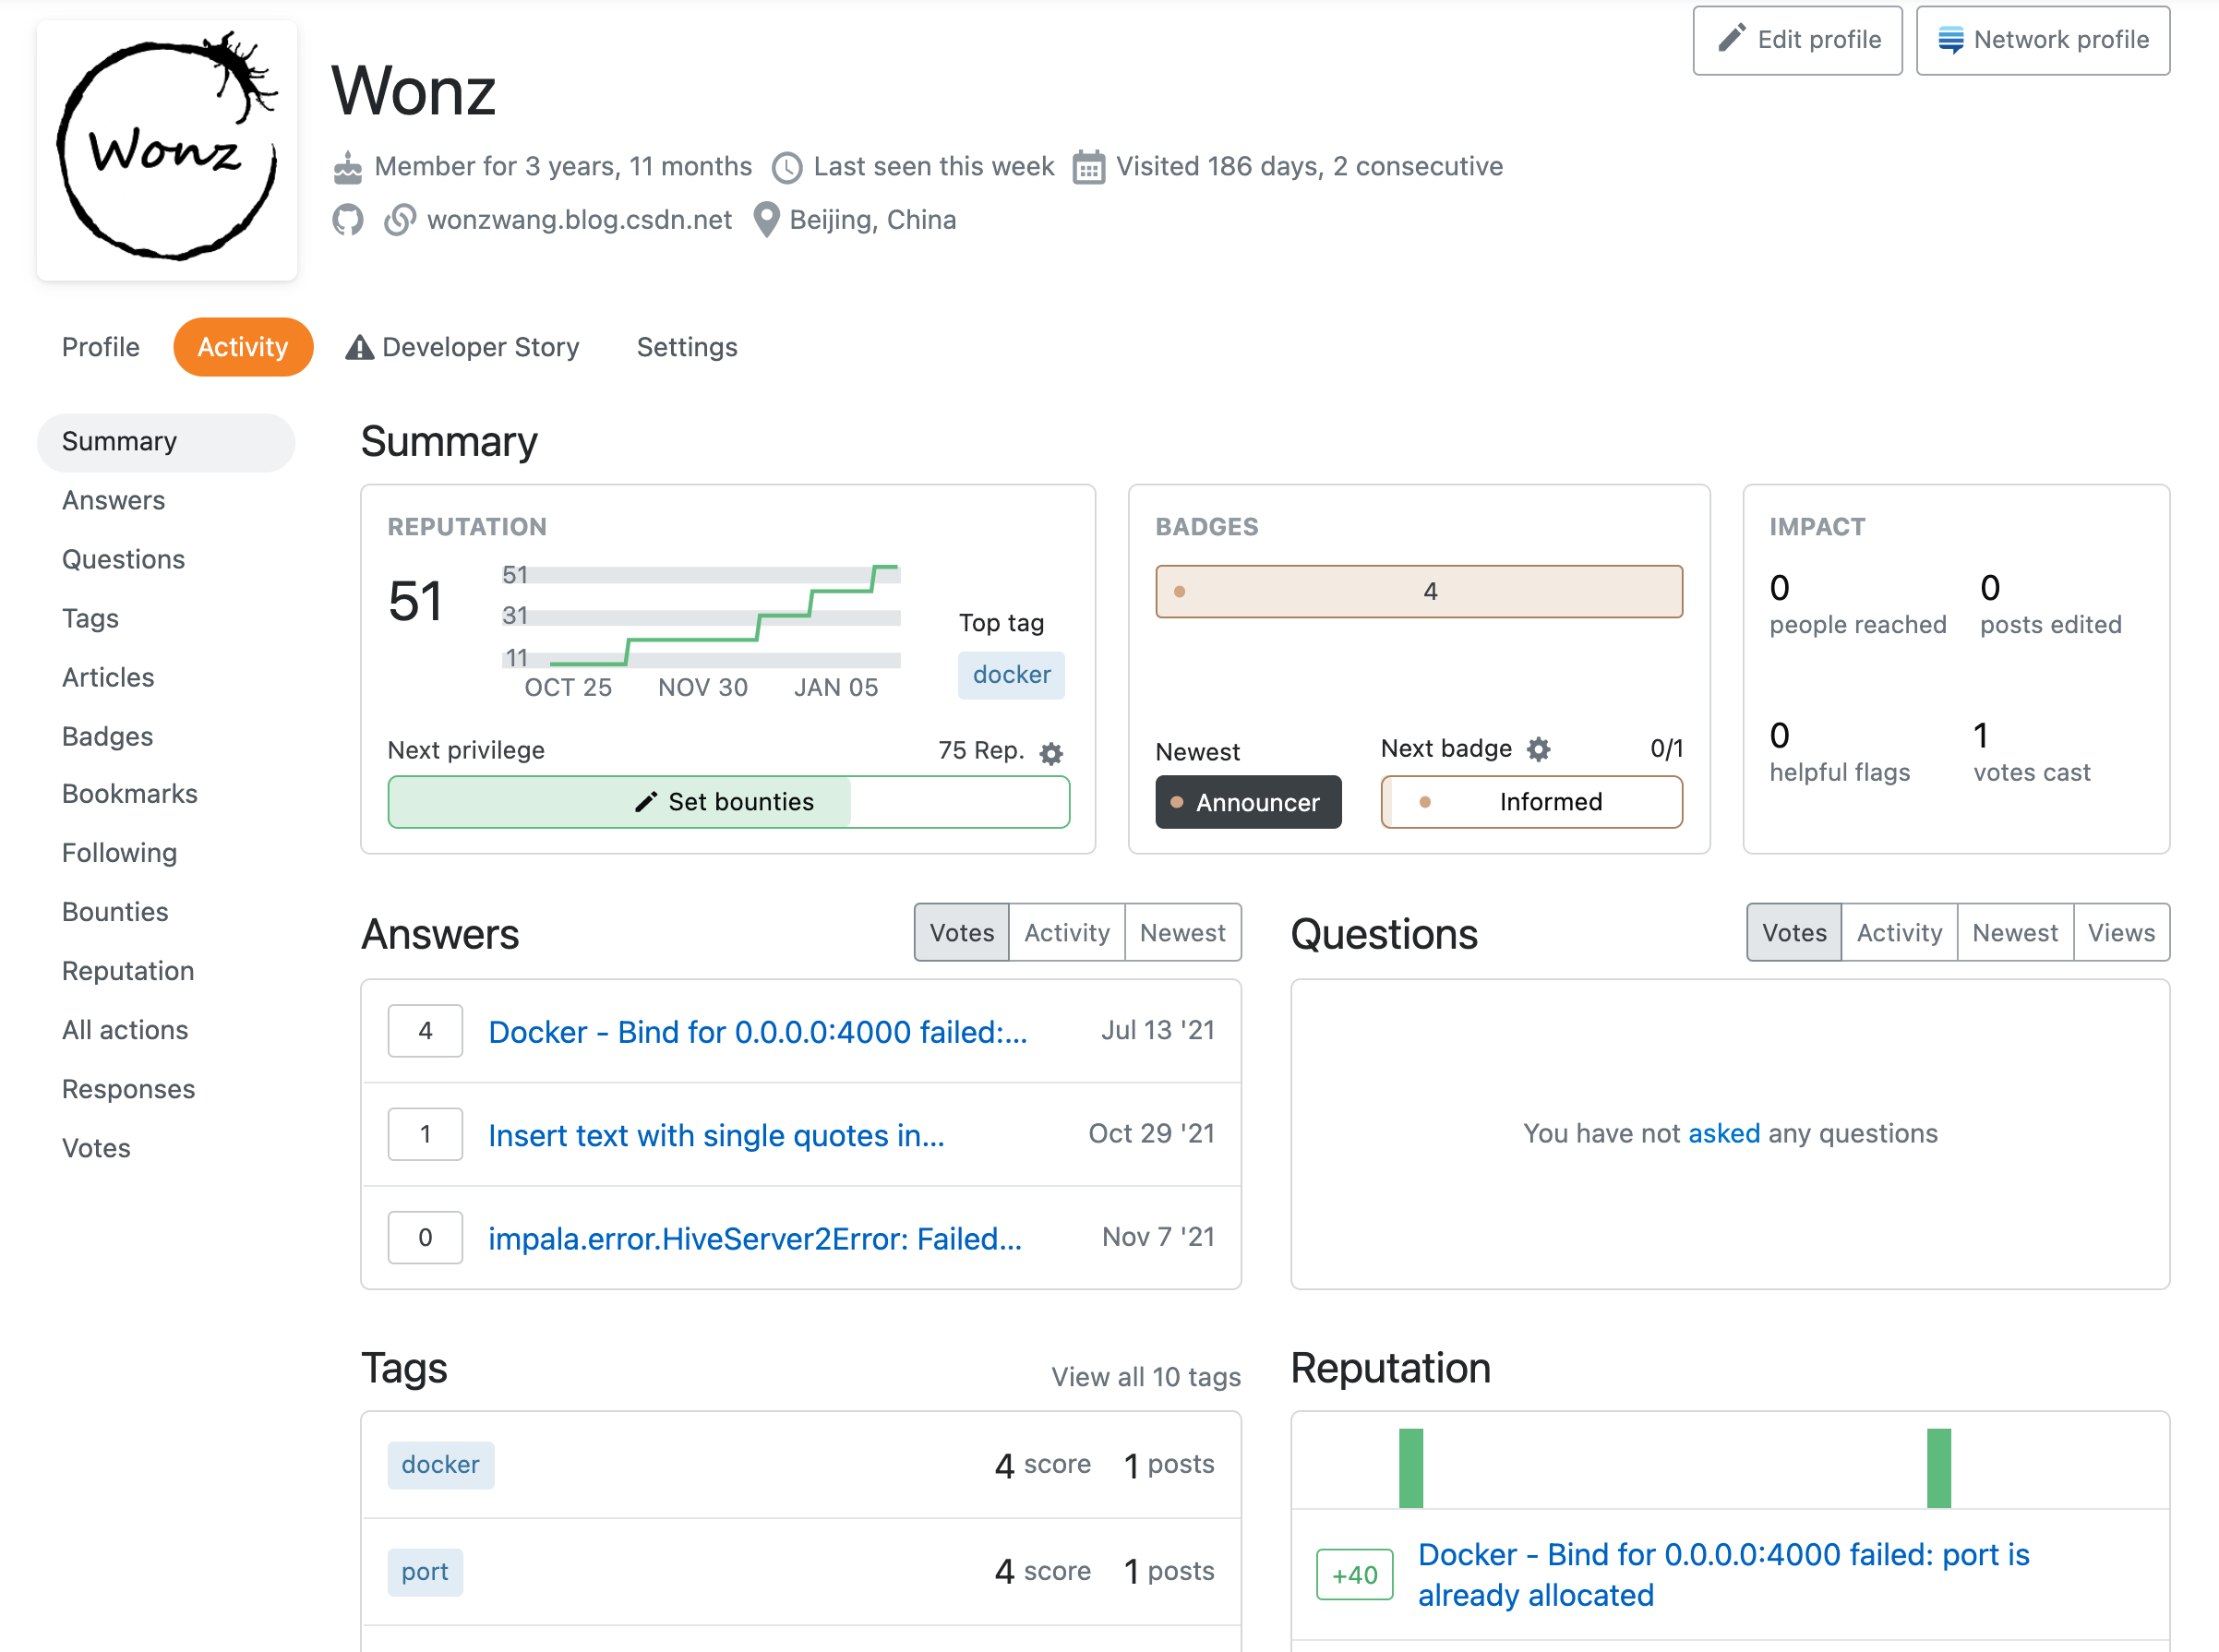 Edit profile
Network profile
Wonz
Wonz
Member for 3 years, 11 months Last seen this week Visited 186 days, 2 consecutive
wonzwang.blog.csdn.net Beijing, China
Profile Activity Developer Story Settings
Summary
Answers
Questions
Tags
Articles
Badges
Bookmarks
Following
Bounties
Reputation
All actions
Responses
Votes
Summary
REPUTATION
51
51
31
11
OCT 25 NOV 30 JAN 05
Top tag
docker
Next privilege 75 Rep.
Set bounties
BADGES
4
Newest
Announcer
Next badge 0/1
Informed
IMPACT
0
people reached
0
posts edited
0
helpful flags
1
votes cast
Answers
Votes Activity Newest
4 Docker - Bind for 0.0.0.0:4000 failed:... Jul 13 '21
1 Insert text with single quotes in... Oct 29 '21
0 impala.error.HiveServer2Error: Failed... Nov 7 '21
Questions
Votes Activity Newest Views
You have not asked any questions
Tags
View all 10 tags
docker 4 score 1 posts
port 4 score 1 posts
Reputation
+40
Docker - Bind for 0.0.0.0:4000 failed: port is
already allocated